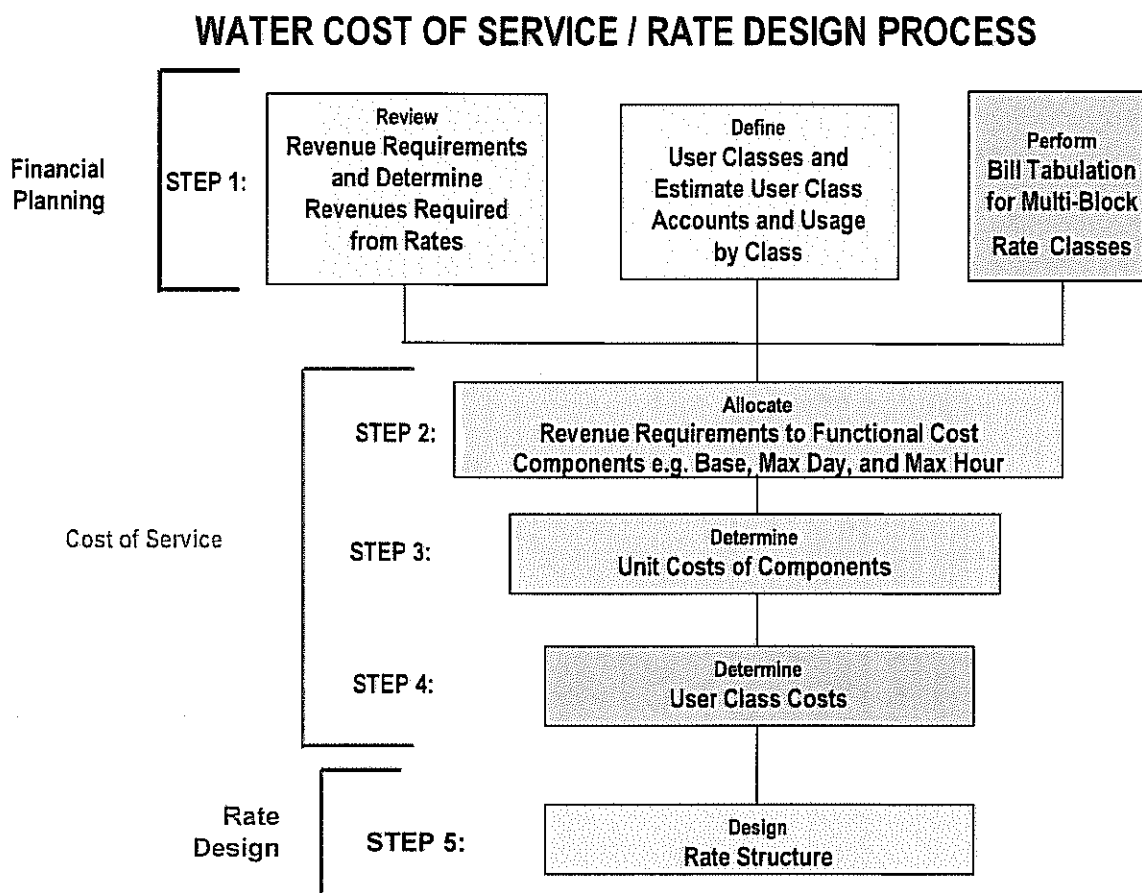 WATER COST OF SERVICE / RATE DESIGN PROCESS
Financial
Planning
STEP 1:
Review
Revenue Requirements
and Determine
Revenues Required
from Rates
Define
User Classes and
Estimate User Class
Accounts and Usage
by Class
Perform
Bill Tabulation
for Multi-Block
Rate Classes
Cost of Service
STEP 2:
Allocate
Revenue Requirements to Functional Cost
Components e.g. Base, Max Day, and Max Hour
STEP 3:
Determine
Unit Costs of Components
STEP 4:
Determine
User Class Costs
Rate
Design
STEP 5:
Design
Rate Structure